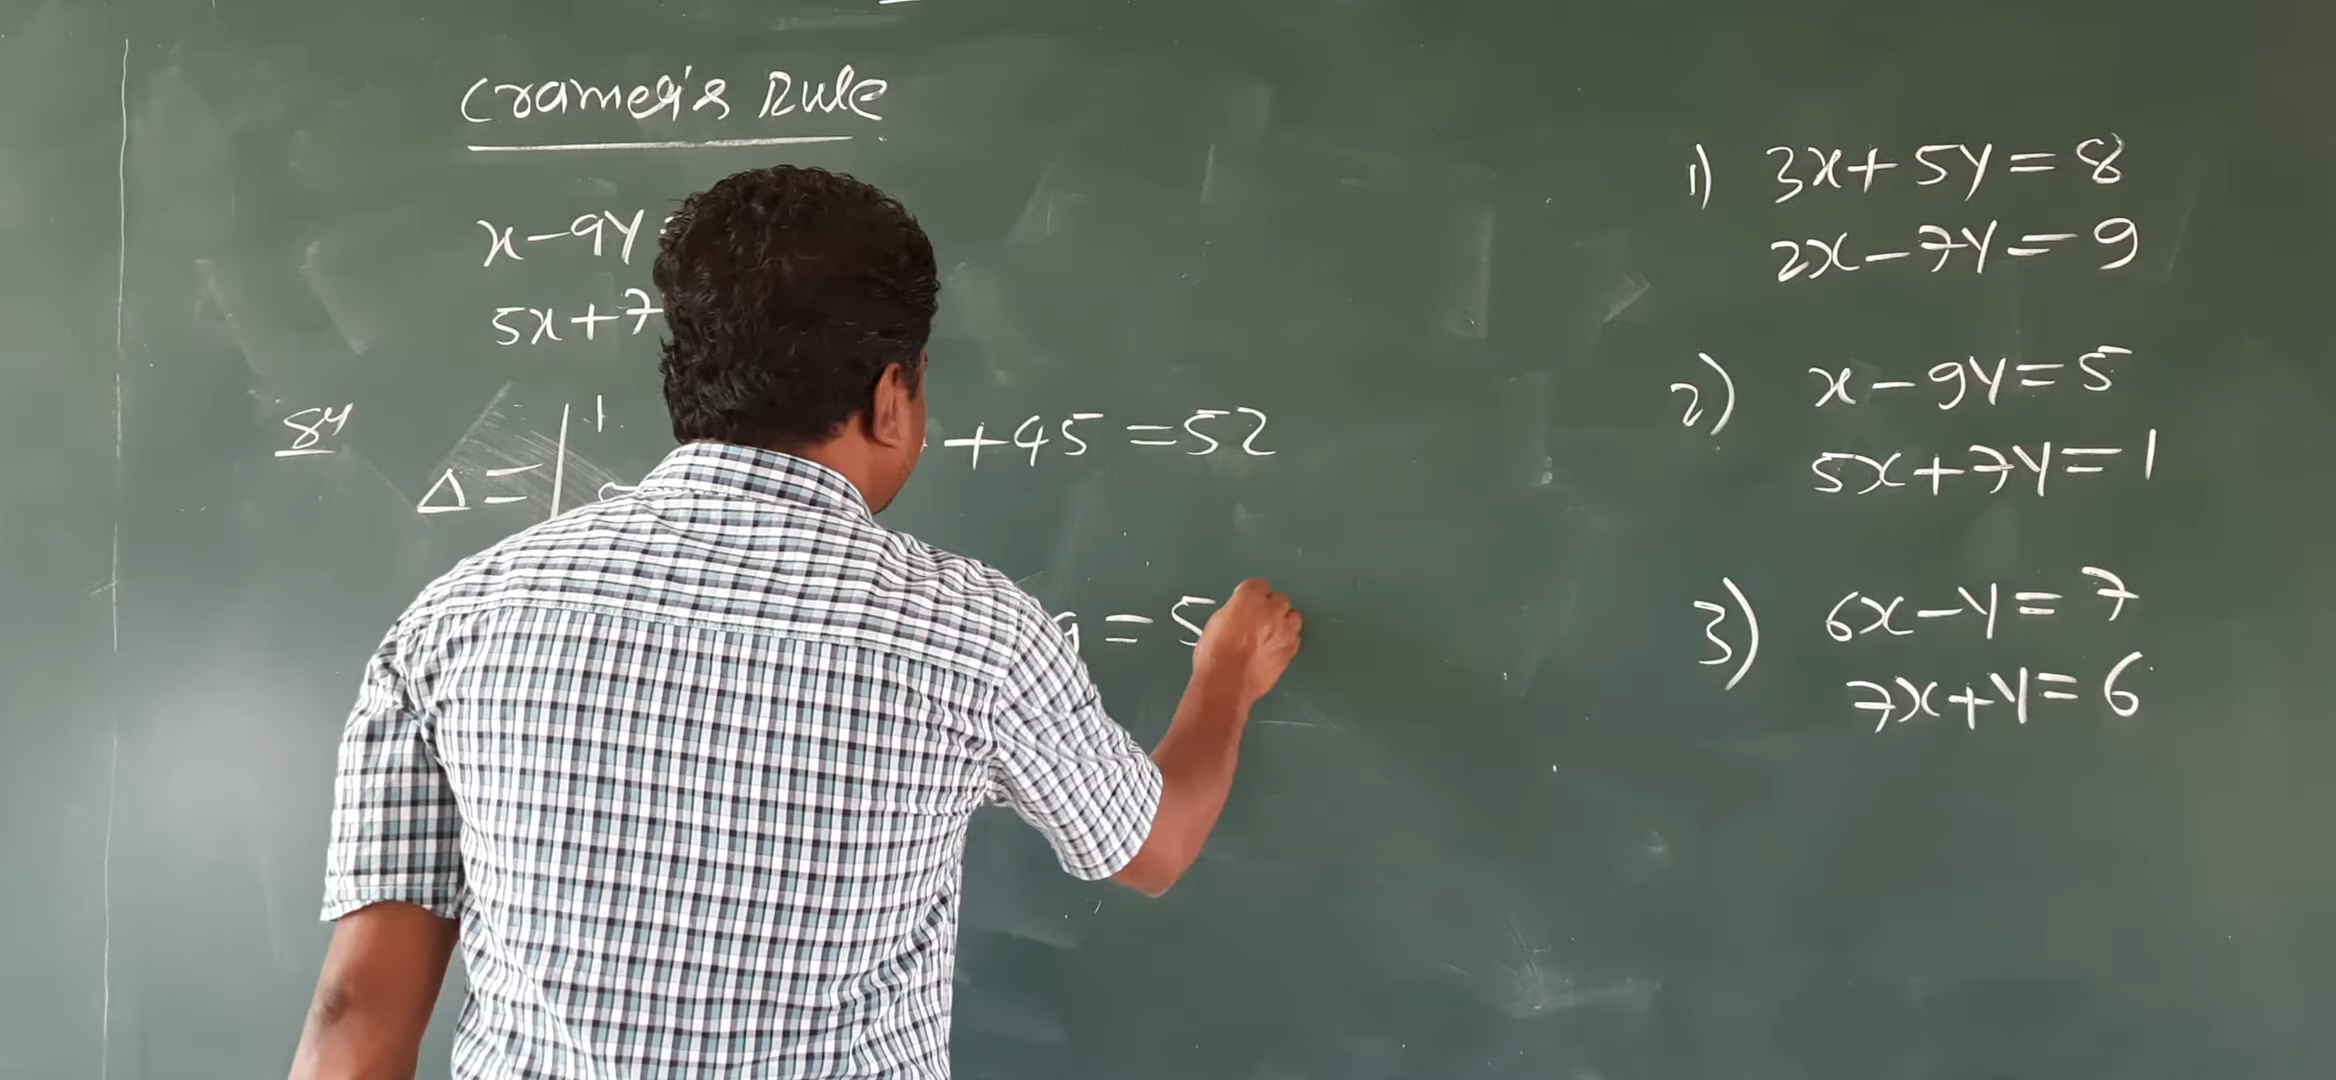 Cramer's Rule
x-9y
5x+7
Δ=
+45 =52
9 = 5
1) 3x+5y=8
2x-7y=9
2) x-9y=5
5x+7y=1
3) 6x-y=7
7x+y=6